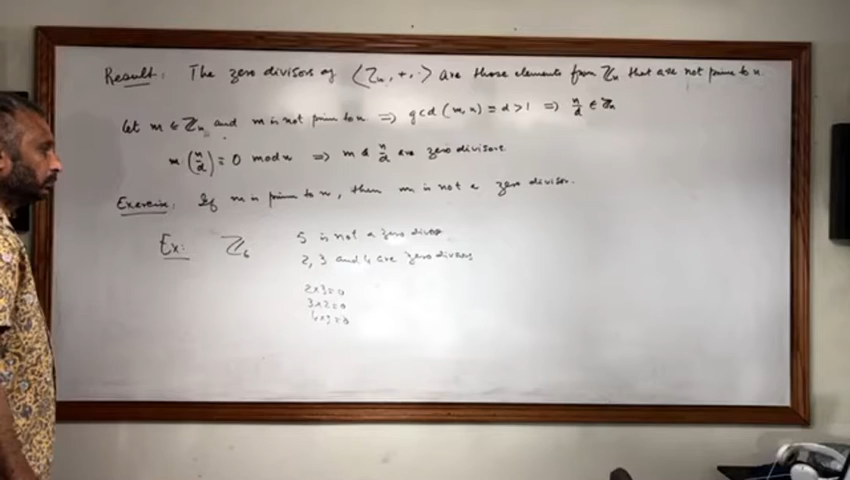 Result: The zero divisors of ⟨ℤₙ, +, ·⟩ are those elements from ℤₙ that are not prime to n.
Let m ∈ ℤₙ and m is not prime to n ⇒ gcd (m, n) = d > 1 ⇒ n/d ∈ ℤₙ
m · (n/d) = 0 mod n ⇒ m & n/d are zero divisors.
Exercise: If m is prime to n, then m is not a zero divisor.
Ex: ℤ₆ 5 is not a zero divisor
2, 3 and 4 are zero divisors
2×3=0
3×2=0
4×3=0